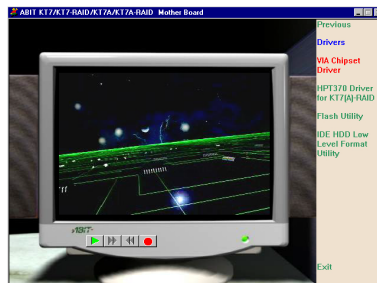 ABIT KT7/KT7-RAID/KT7A/KT7A-RAID Mother Board
Previous
Drivers
VIA Chipset
Driver
HPT370 Driver
for KT7(A)-RAID
Flash Utility
IDE HDD Low
Level Format
Utility
ABIT
Exit